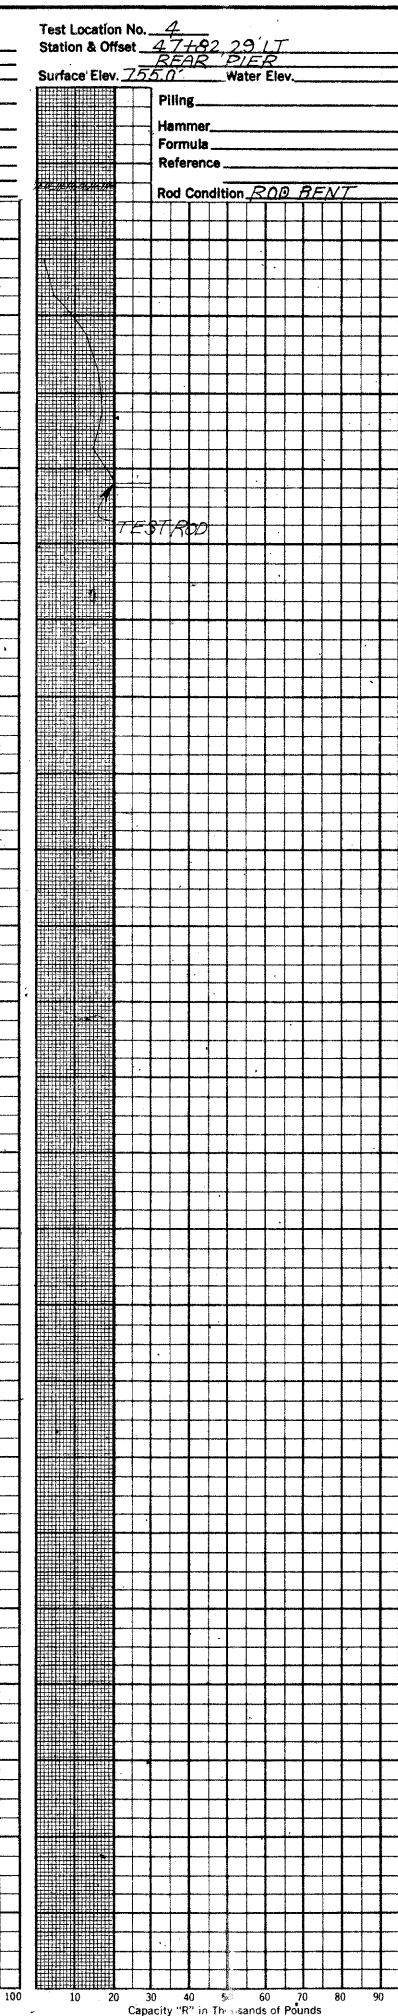 Test Location No. 4
Station & Offset 47+82 29' LT
REAR PIER
Surface Elev. 755.0' Water Elev.
Piling
Hammer
Formula
Reference
Rod Condition ROD BENT
TEST ROD
100 10 20 30 40 50 60 70 80 90
Capacity "R" in Thousands of Pounds